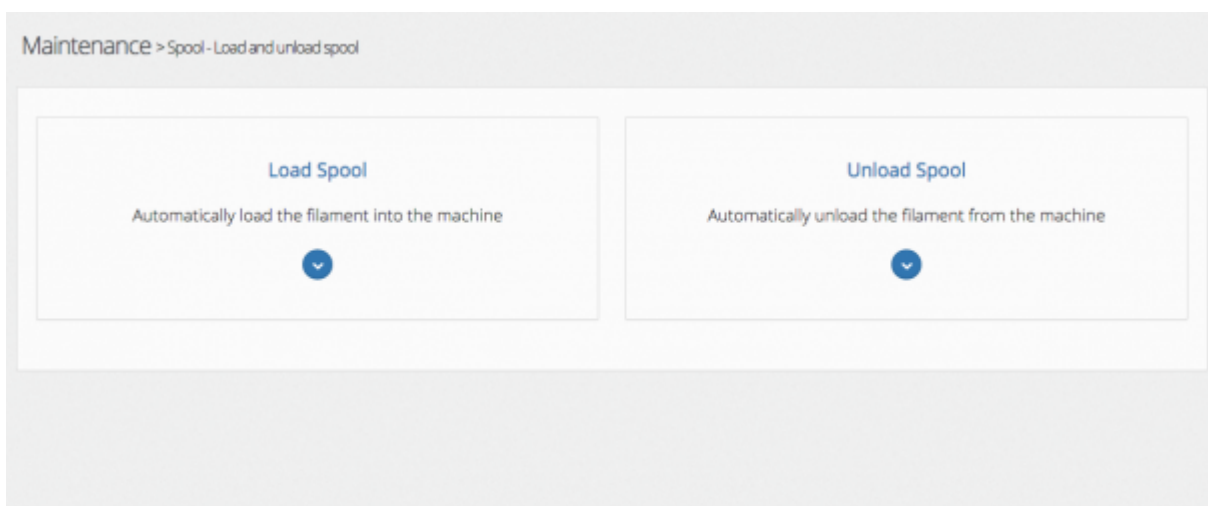 Maintenance > Spool - Load and unload spool
Load Spool
Automatically load the filament into the machine
Unload Spool
Automatically unload the filament from the machine